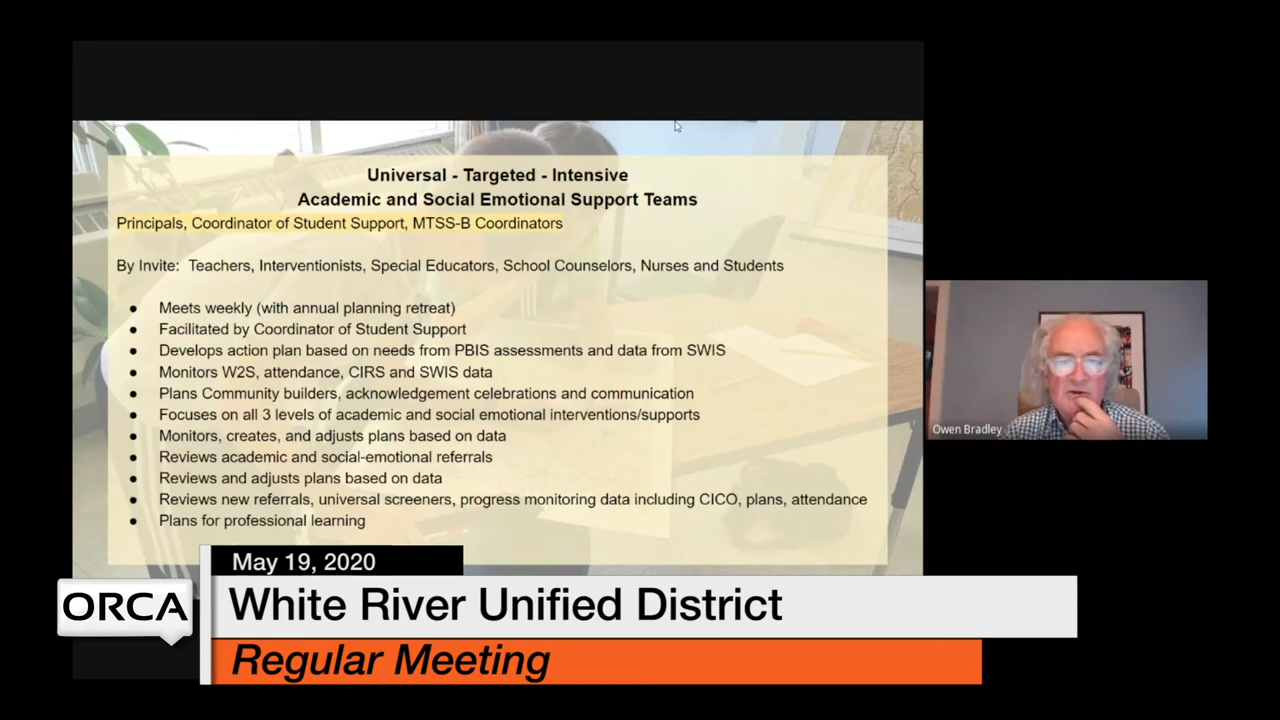 Universal - Targeted - Intensive
Academic and Social Emotional Support Teams
Principals, Coordinator of Student Support, MTSS-B Coordinators
By Invite: Teachers, Interventionists, Special Educators, School Counselors, Nurses and Students
● Meets weekly (with annual planning retreat)
● Facilitated by Coordinator of Student Support
● Develops action plan based on needs from PBIS assessments and data from SWIS
● Monitors W2S, attendance, CIRS and SWIS data
● Plans Community builders, acknowledgement celebrations and communication
● Focuses on all 3 levels of academic and social emotional interventions/supports
● Monitors, creates, and adjusts plans based on data
● Reviews academic and social-emotional referrals
● Reviews and adjusts plans based on data
● Reviews new referrals, universal screeners, progress monitoring data including CICO, plans, attendance
● Plans for professional learning
Owen Bradley
May 19, 2020
ORCA
White River Unified District
Regular Meeting